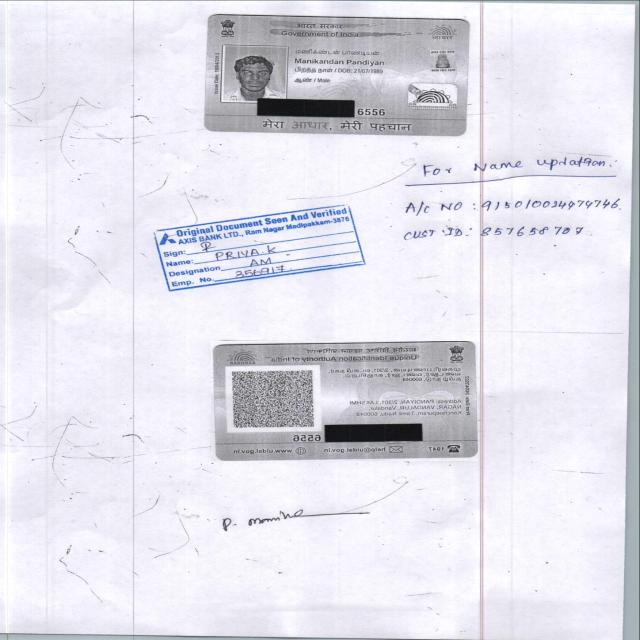 भारत सरकार
Government of India
மணிகண்டன் பாண்டியன்
Manikandan Pandiyan
பிறந்த நாள் / DOB: 21/07/1989
ஆண் / Male
6556
मेरा आधार, मेरी पहचान
For Name updation:
A/c NO : 915010034974746
CUST ID: 857658707
Original Document Seen And Verified
AXIS BANK LTD., Ram Nagar Madipakkam-3876
Sign:
Name: PRIYA.K
Designation AM
Emp. No. 256917
Unique Identification Authority of India
Address: PANDIYAN, 2/301, LAKSHMI
NAGAR, VANDALUR, Vandalur,
Kancheepuram, Tamil Nadu, 600048
6556
1947
help@uidai.gov.in
www.uidai.gov.in